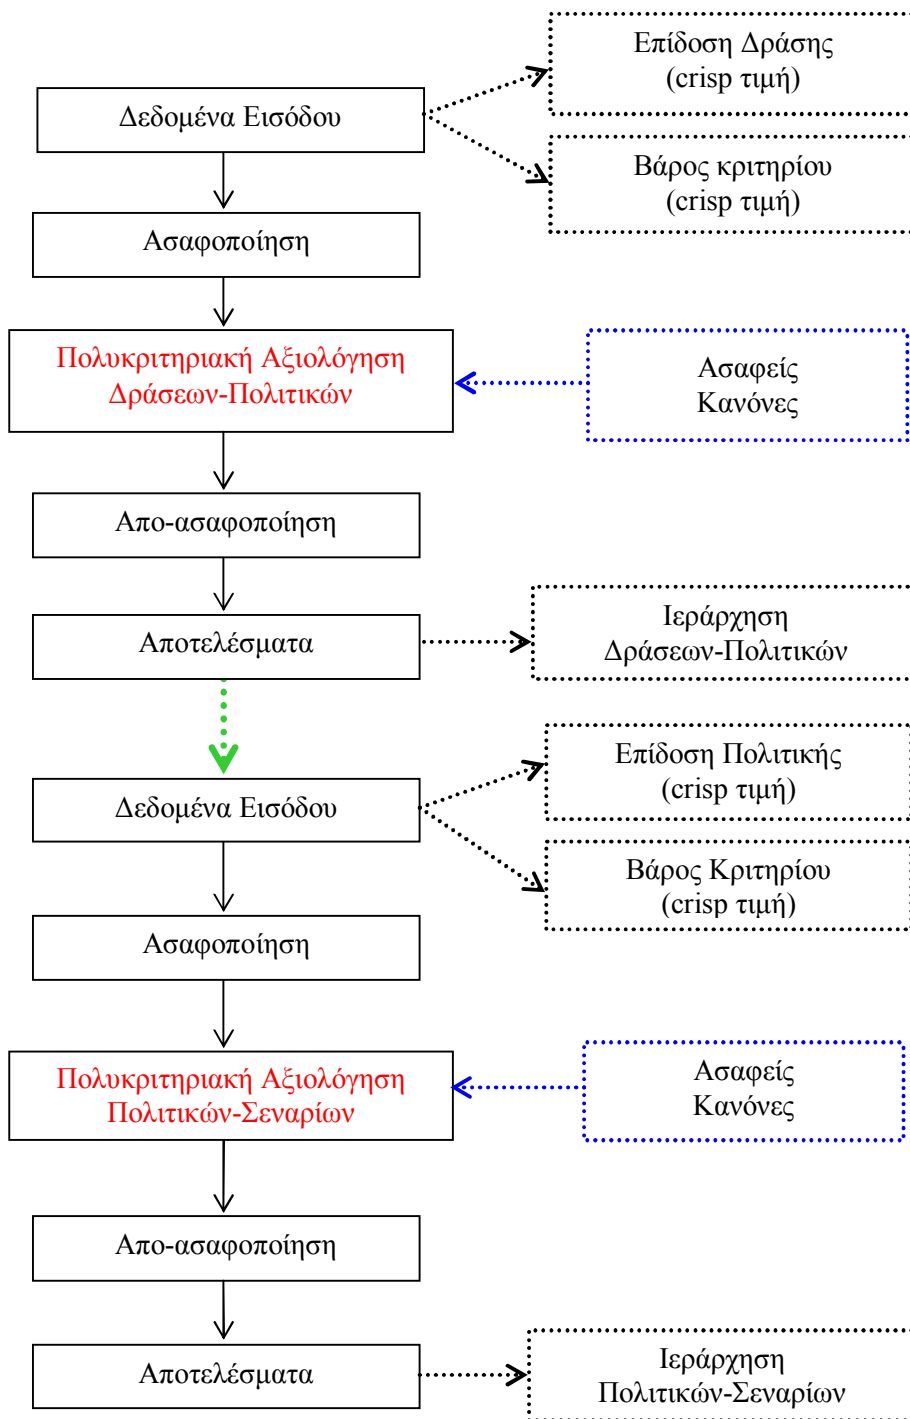 Επίδοση Δράσης
(crisp τιμή)
Δεδομένα Εισόδου
Βάρος κριτηρίου
(crisp τιμή)
Ασαφοποίηση
Πολυκριτηριακή Αξιολόγηση
Δράσεων-Πολιτικών
Ασαφείς
Κανόνες
Απο-ασαφοποίηση
Αποτελέσματα
Ιεράρχηση
Δράσεων-Πολιτικών
Επίδοση Πολιτικής
(crisp τιμή)
Δεδομένα Εισόδου
Βάρος Κριτηρίου
(crisp τιμή)
Ασαφοποίηση
Πολυκριτηριακή Αξιολόγηση
Πολιτικών-Σεναρίων
Ασαφείς
Κανόνες
Απο-ασαφοποίηση
Αποτελέσματα
Ιεράρχηση
Πολιτικών-Σεναρίων